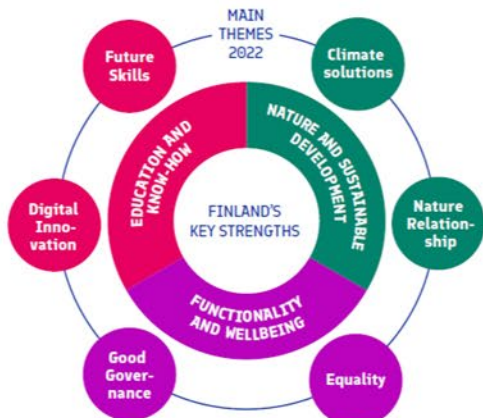 MAIN
THEMES
2022
Future
Skills
Climate
solutions
EDUCATION AND
KNOW-HOW
NATURE AND SUSTAINABLE
DEVELOPMENT
Digital
Inno-
vation
FINLAND'S
KEY STRENGTHS
Nature
Relation-
ship
FUNCTIONALITY
AND WELLBEING
Good
Gover-
nance
Equality